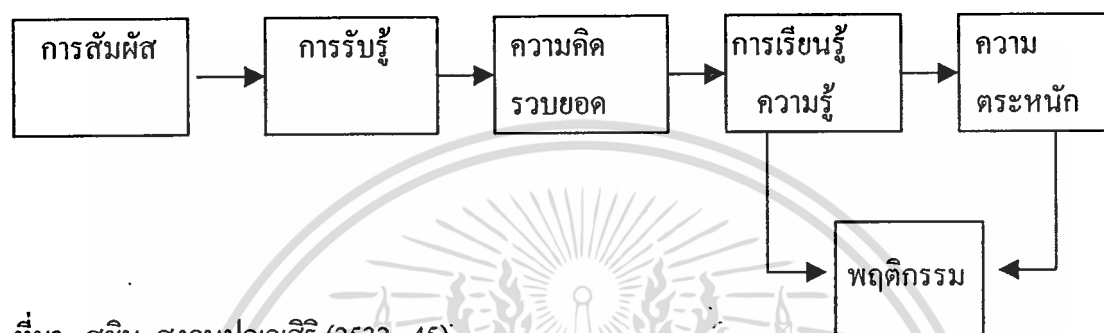 การสัมผัส
การรับรู้
ความคิด
รวบยอด
การเรียนรู้
ความรู้
ความ
ตระหนัก
พฤติกรรม